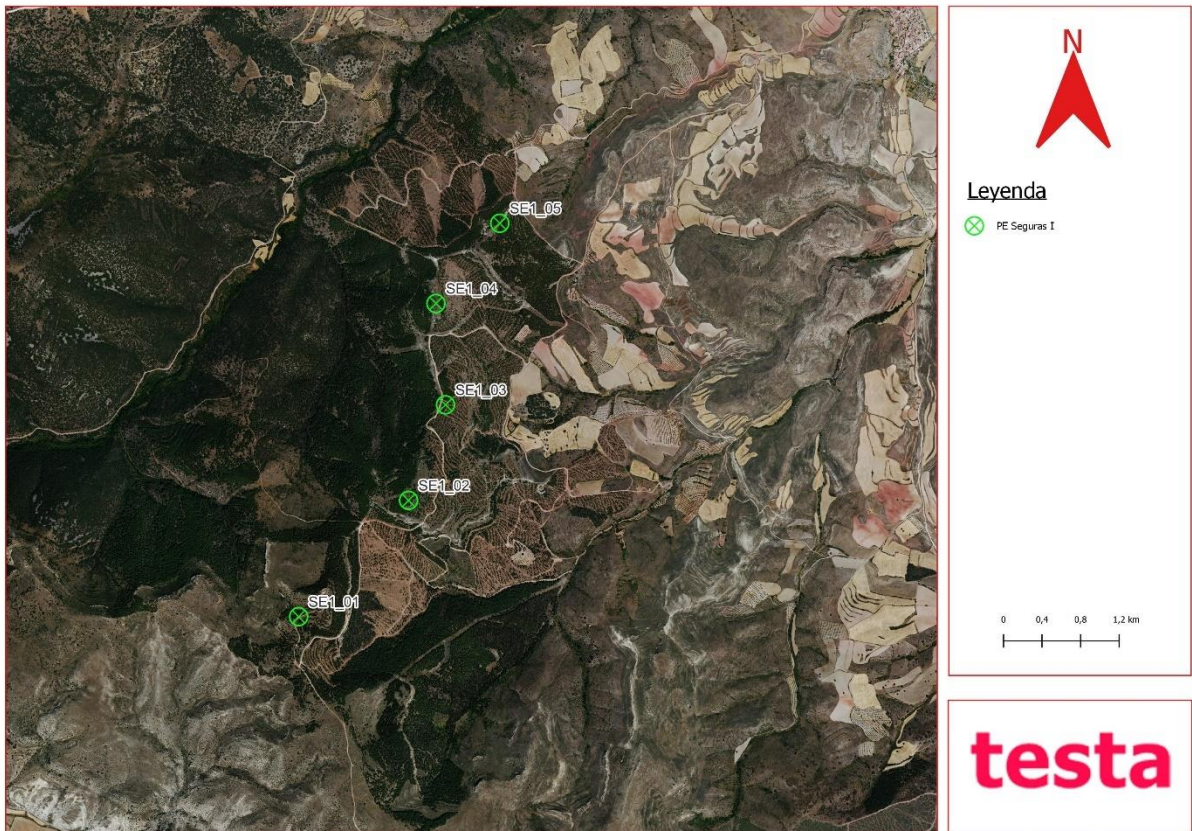 SE1_05
SE1_04
SE1_03
SE1_02
SE1_01
N
Leyenda
PE Seguras I
0 0,4 0,8 1,2 km
testa